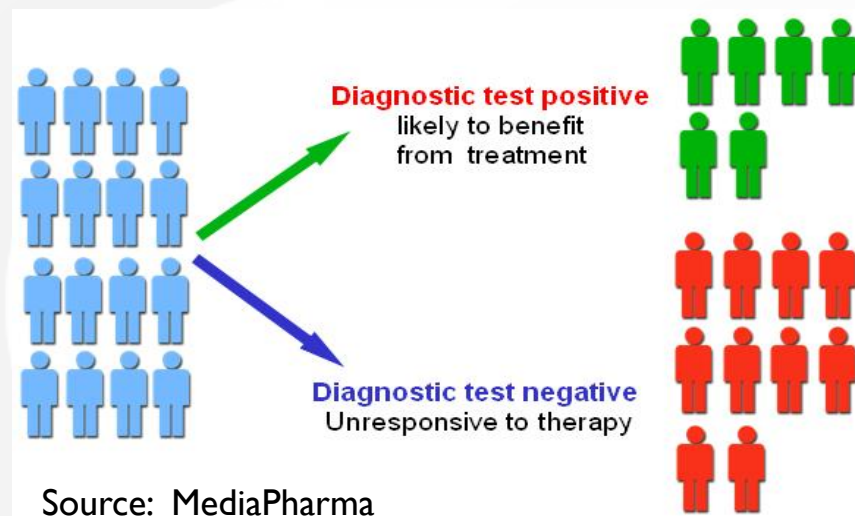 Diagnostic test positive
likely to benefit
from treatment
Diagnostic test negative
Unresponsive to therapy
Source: MediaPharma